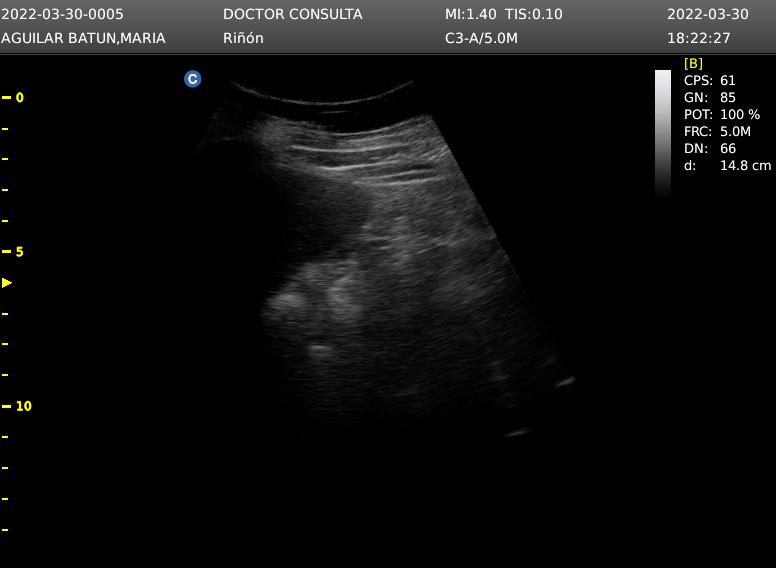 2022-03-30-0005 DOCTOR CONSULTA MI:1.40 TIS:0.10 2022-03-30
AGUILAR BATUN,MARIA Riñón C3-A/5.0M 18:22:27
C
[B]
CPS: 61
GN: 85
POT: 100 %
FRC: 5.0M
DN: 66
d: 14.8 cm
0
5
10